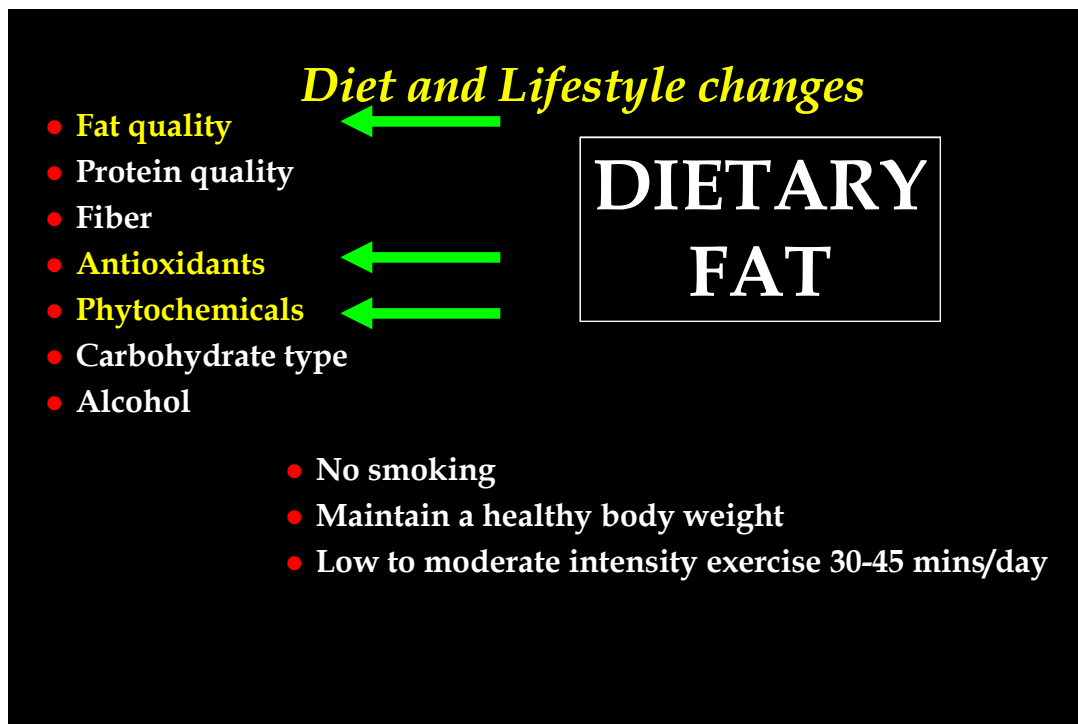 Diet and Lifestyle changes
● Fat quality
● Protein quality
● Fiber
● Antioxidants
● Phytochemicals
● Carbohydrate type
● Alcohol
DIETARY
FAT
● No smoking
● Maintain a healthy body weight
● Low to moderate intensity exercise 30-45 mins/day